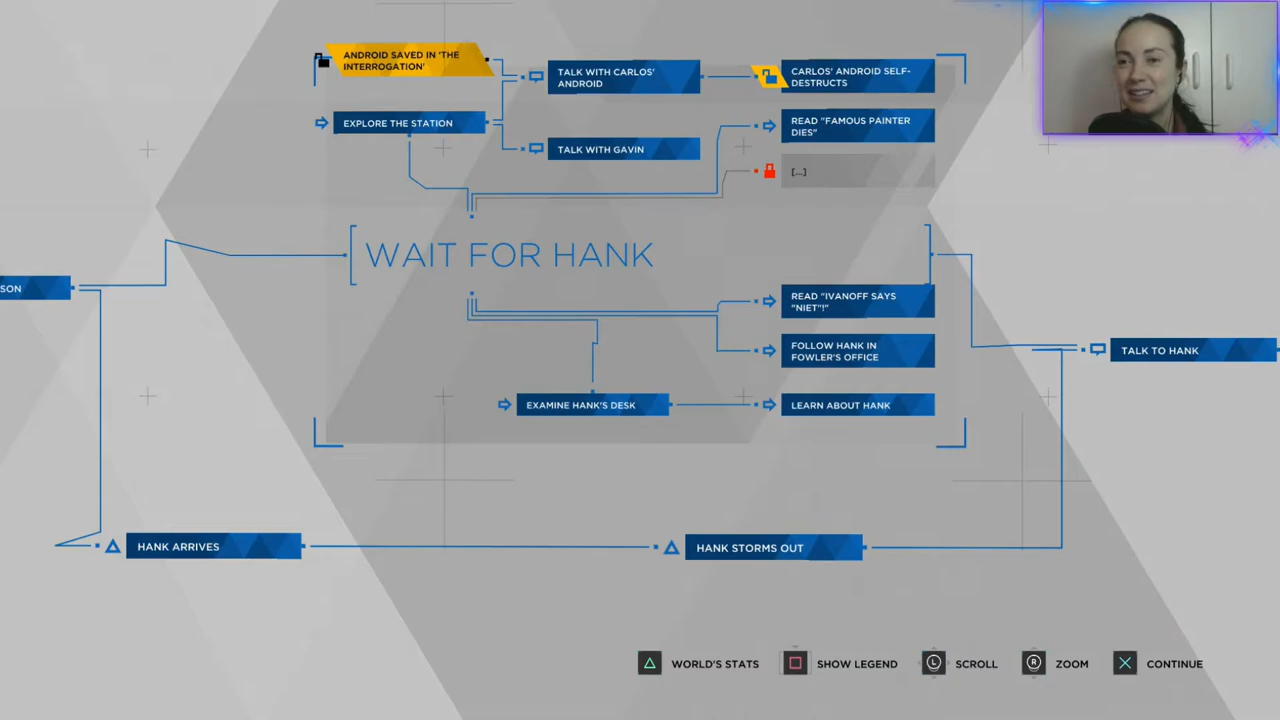 ANDROID SAVED IN 'THE
INTERROGATION'
TALK WITH CARLOS'
ANDROID
CARLOS' ANDROID SELF-
DESTRUCTS
EXPLORE THE STATION
READ "FAMOUS PAINTER
DIES"
TALK WITH GAVIN
[...]
WAIT FOR HANK
SON
READ "IVANOFF SAYS
"NIET"!"
FOLLOW HANK IN
FOWLER'S OFFICE
TALK TO HANK
EXAMINE HANK'S DESK
LEARN ABOUT HANK
HANK ARRIVES
HANK STORMS OUT
WORLD'S STATS
SHOW LEGEND
L
SCROLL
R
ZOOM
CONTINUE